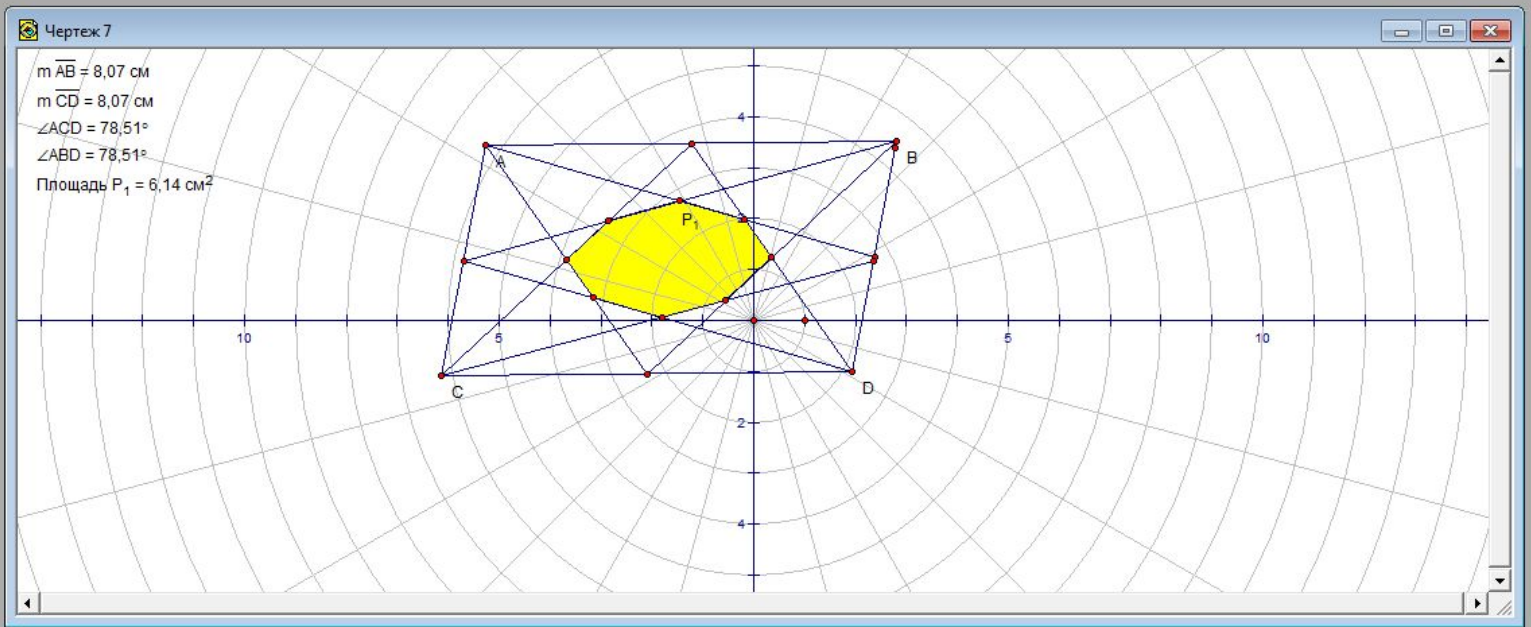 Чертеж 7
m AB = 8,07 см
m CD = 8,07 см
∠ACD = 78,51°
∠ABD = 78,51°
Площадь P₁ = 6,14 см²
4
A
B
P₁
2
10
5
5
10
C
D
2
4